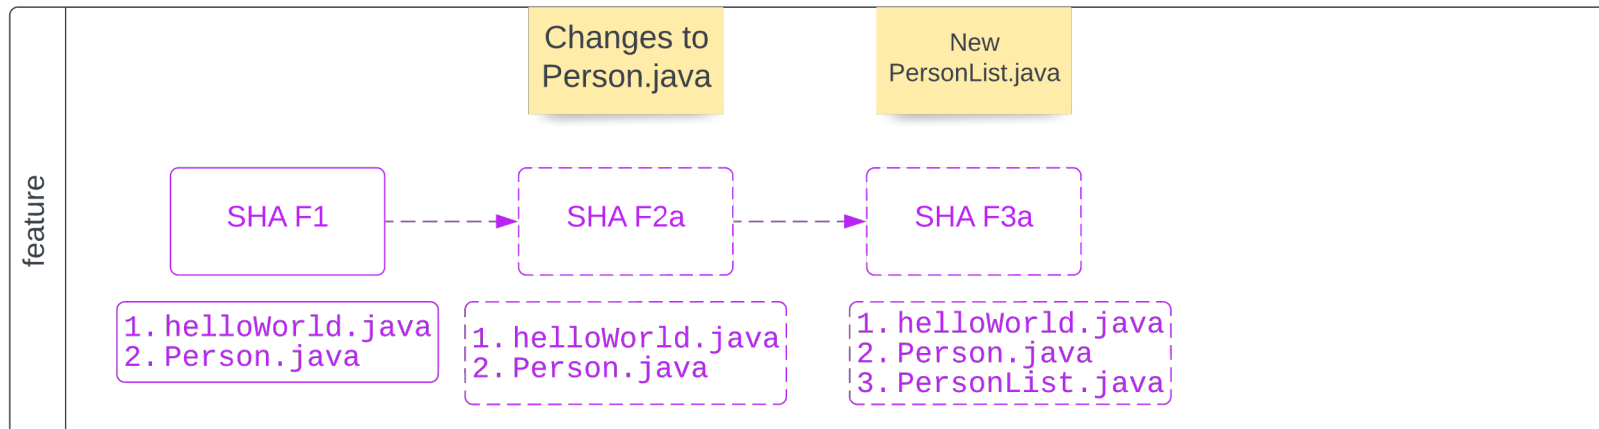 Changes to
Person.java
New
PersonList.java
feature
SHA F1
SHA F2a
SHA F3a
1. helloWorld.java
2. Person.java
1. helloWorld.java
2. Person.java
1. helloWorld.java
2. Person.java
3. PersonList.java